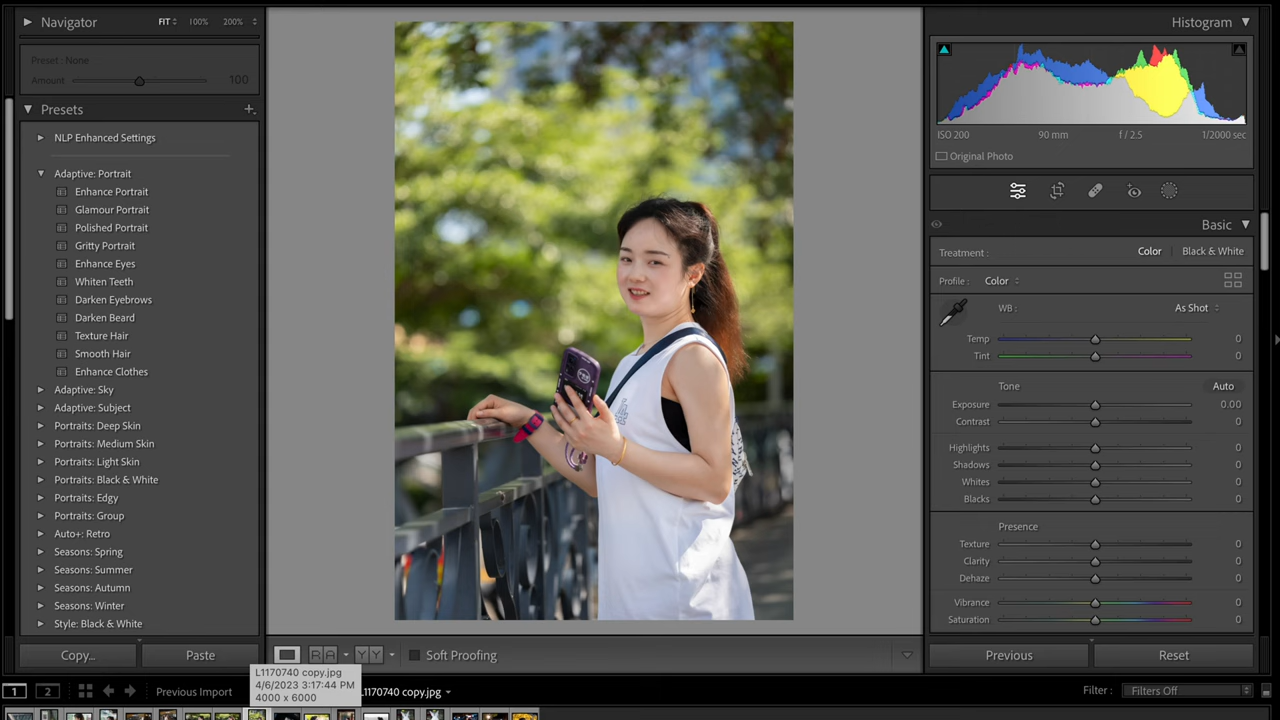 Navigator FIT 100% 200%
Preset : None
Amount 100
Presets
NLP Enhanced Settings
Adaptive: Portrait
Enhance Portrait
Glamour Portrait
Polished Portrait
Gritty Portrait
Enhance Eyes
Whiten Teeth
Darken Eyebrows
Darken Beard
Texture Hair
Smooth Hair
Enhance Clothes
Adaptive: Sky
Adaptive: Subject
Portraits: Deep Skin
Portraits: Medium Skin
Portraits: Light Skin
Portraits: Black & White
Portraits: Edgy
Portraits: Group
Auto+: Retro
Seasons: Spring
Seasons: Summer
Seasons: Autumn
Seasons: Winter
Style: Black & White
Copy... Paste
LA
Histogram
ISO 200 90 mm f / 2.5 1/2000 sec
Original Photo
Basic
Treatment : Color Black & White
Profile : Color
WB : As Shot
Temp 0
Tint 0
Tone Auto
Exposure 0.00
Contrast 0
Highlights 0
Shadows 0
Whites 0
Blacks 0
Presence
Texture 0
Clarity 0
Dehaze 0
Vibrance 0
Saturation 0
Previous Reset
R A Y Y Soft Proofing
L1170740 copy.jpg
4/6/2023 3:17:44 PM
4000 x 6000
1 2 Previous Import L1170740 copy.jpg Filter : Filters Off